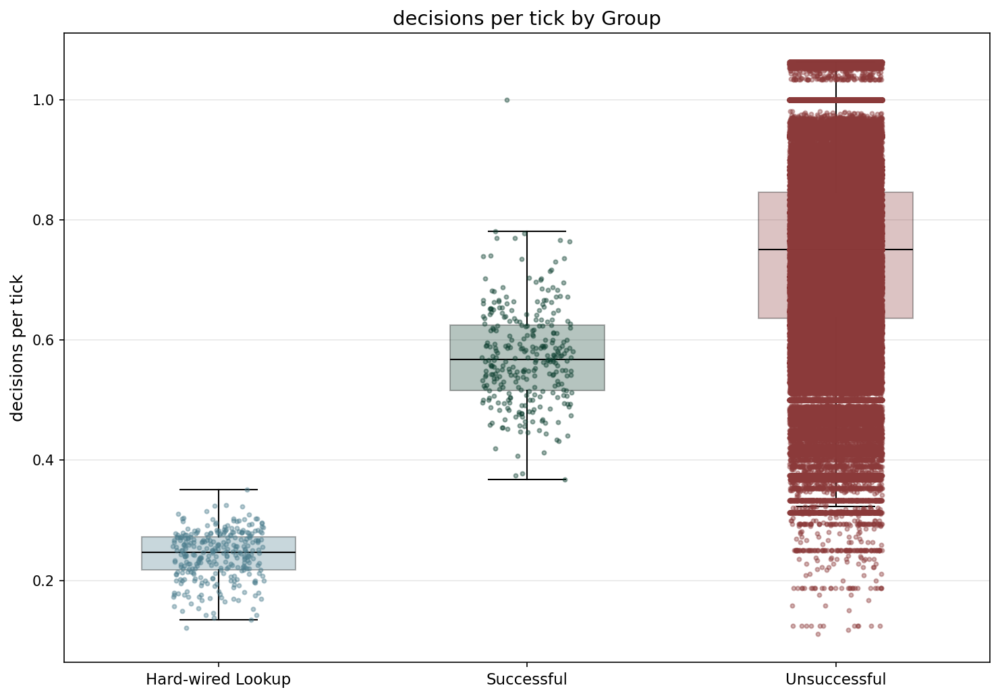 decisions per tick by Group
decisions per tick
1.0
0.8
0.6
0.4
0.2
Hard-wired Lookup
Successful
Unsuccessful